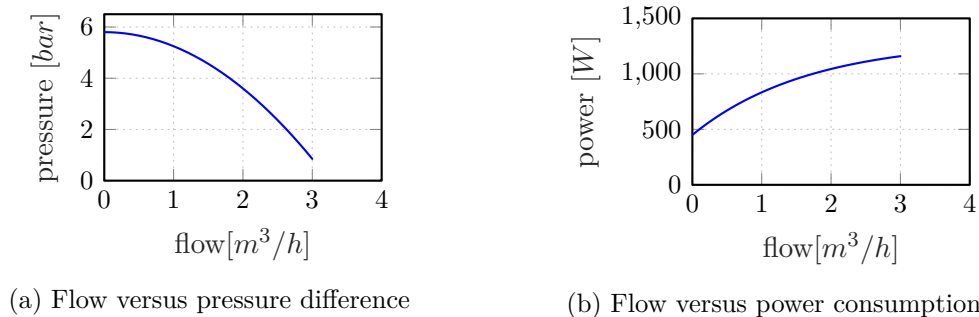 6
4
2
0
pressure [bar]
0 1 2 3 4
flow[m³/h]
(a) Flow versus pressure difference
1,500
1,000
500
0
power [W]
0 1 2 3 4
flow[m³/h]
(b) Flow versus power consumption